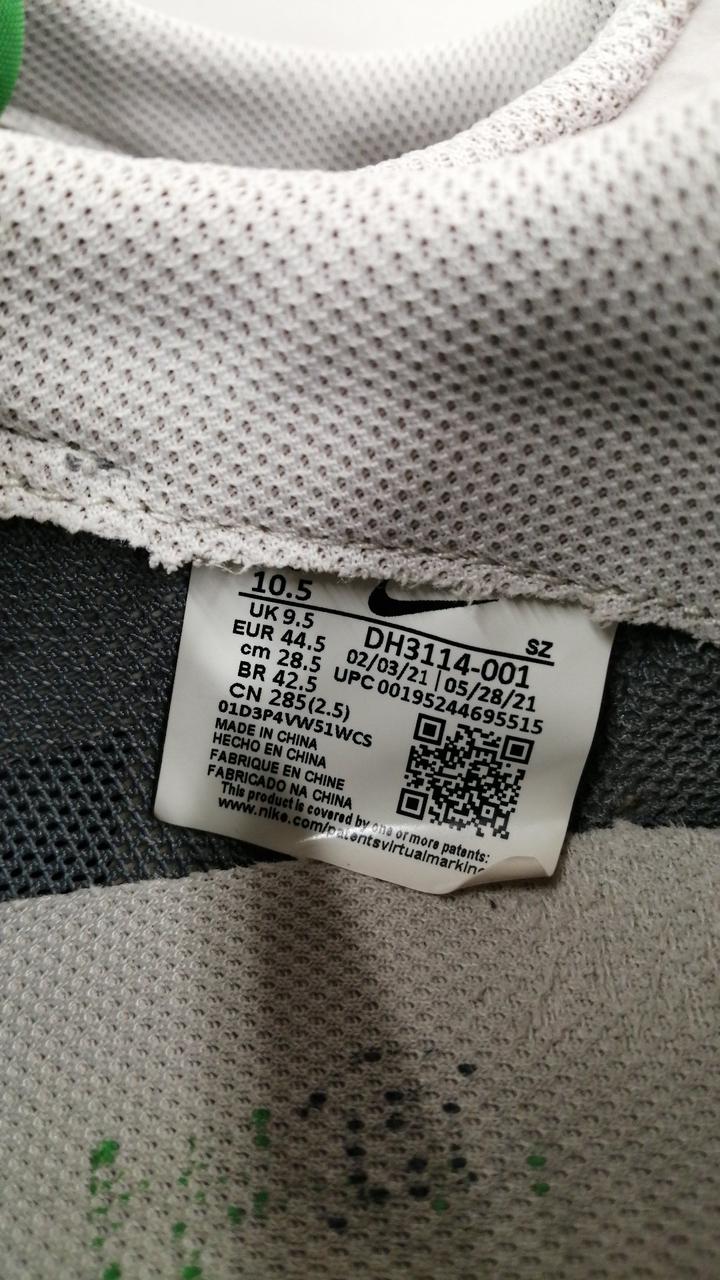 10.5
UK 9.5
EUR 44.5
cm 28.5
BR 42.5
CN 285(2.5)
SZ
DH3114-001
02/03/21 | 05/28/21
UPC 00195244695515
01D3P4VW51WCS
MADE IN CHINA
HECHO EN CHINA
FABRIQUE EN CHINE
FABRICADO NA CHINA
This product is covered by one or more patents:
www.nike.com/patentsvirtualmarking